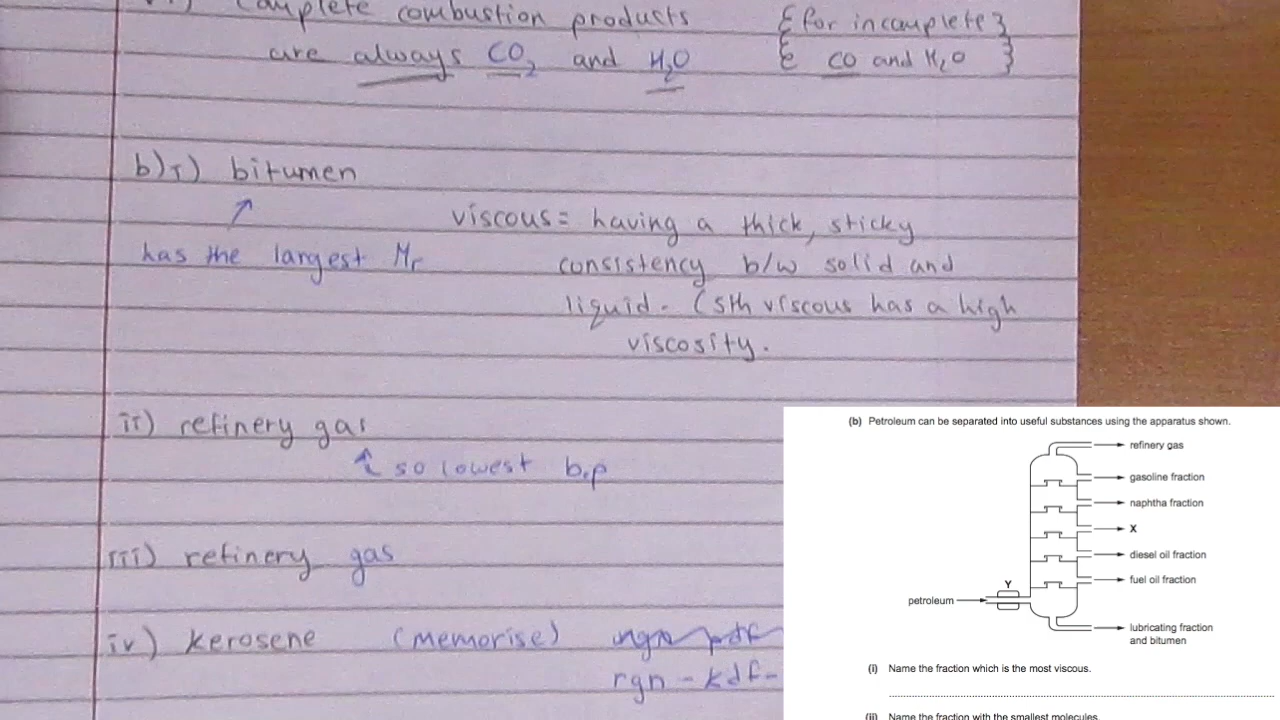 complete combustion products {for incomplete}
are always CO2 and H2O { CO and H2O }
b) i) bitumen
↑ viscous = having a thick, sticky
has the largest Mr consistency b/w solid and
liquid. (sth viscous has a high
viscosity.
ii) refinery gas
↑ so lowest b.p
iii) refinery gas
iv) kerosene (memorise)
rgn - kdf-
(b) Petroleum can be separated into useful substances using the apparatus shown.
refinery gas
gasoline fraction
naphtha fraction
X
diesel oil fraction
fuel oil fraction
Y
petroleum
lubricating fraction
and bitumen
(i) Name the fraction which is the most viscous.
(ii) Name the fraction with the smallest molecules.